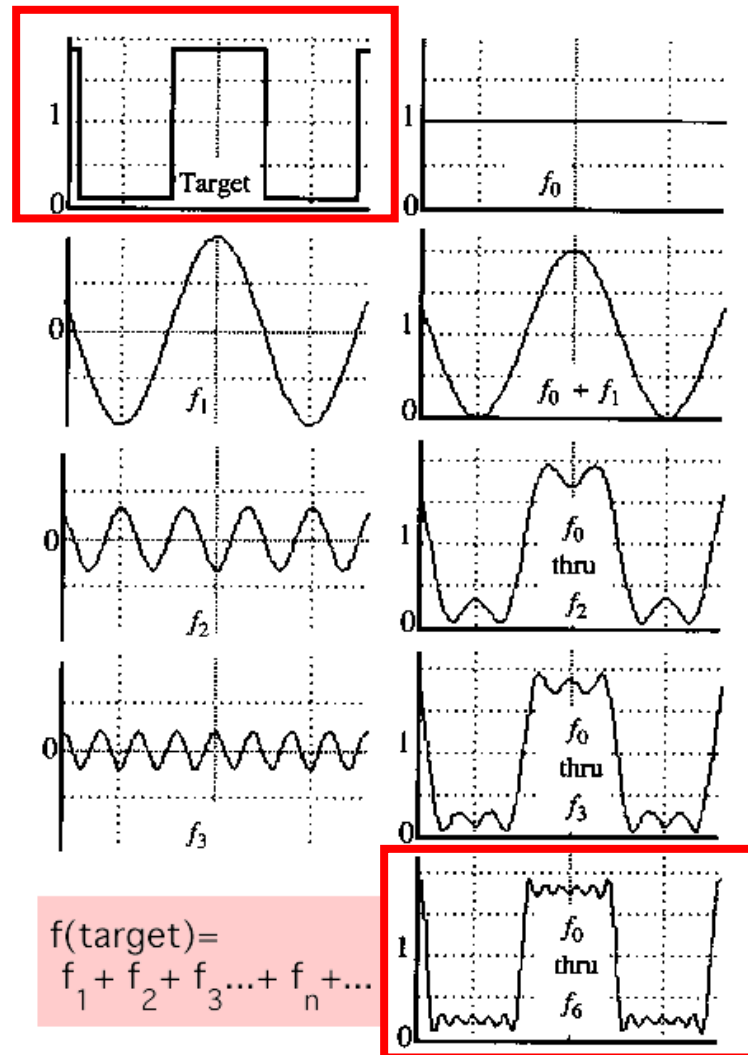 1
0
Target
1
0
f0
0
f1
1
0
f0 + f1
0
f2
1
0
f0
thru
f2
0
f3
1
0
f0
thru
f3
f(target)=
f1 + f2 + f3...+ fn+...
1
0
f0
thru
f6